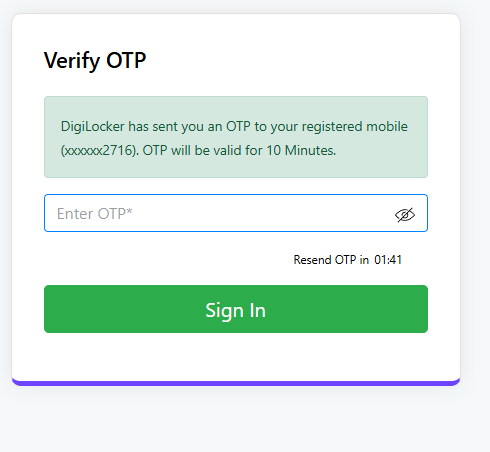 Verify OTP
DigiLocker has sent you an OTP to your registered mobile
(xxxxxx2716). OTP will be valid for 10 Minutes.
Enter OTP*
Resend OTP in 01:41
Sign In